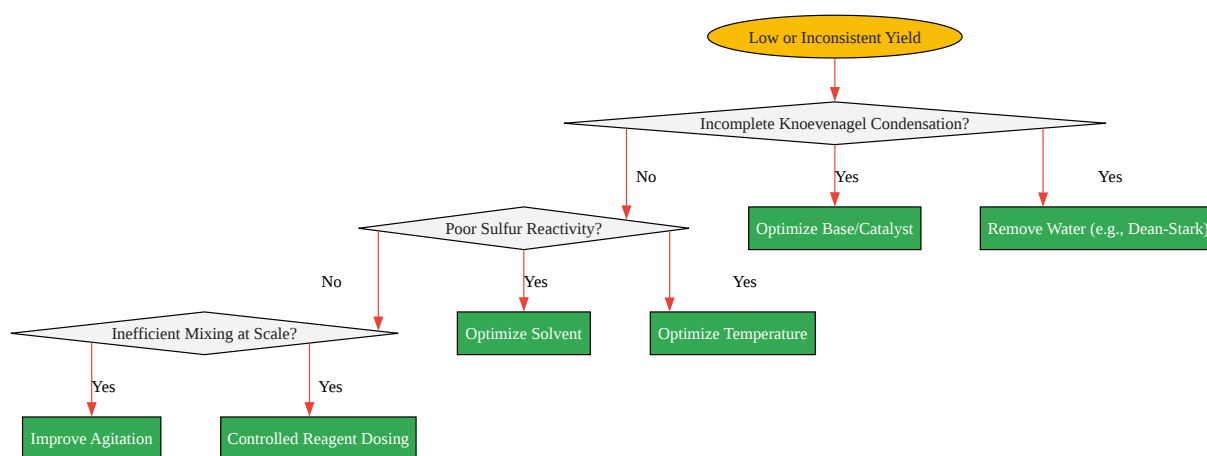 Low or Inconsistent Yield
Incomplete Knoevenagel Condensation?
No
Yes
Yes
Poor Sulfur Reactivity?
Optimize Base/Catalyst
Remove Water (e.g., Dean-Stark)
No
Yes
Yes
Inefficient Mixing at Scale?
Optimize Solvent
Optimize Temperature
Yes
Yes
Improve Agitation
Controlled Reagent Dosing